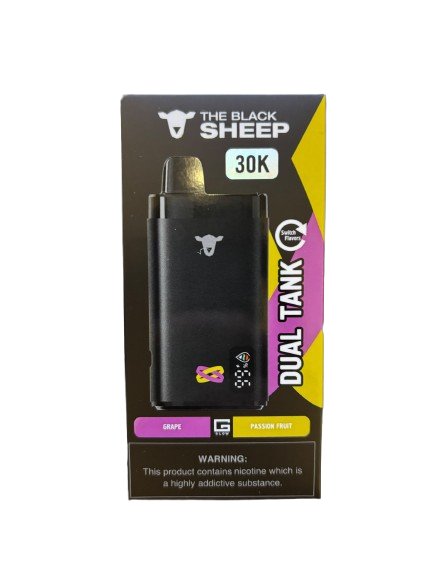 THE BLACK
SHEEP
30K
Switch
Flavors
DUAL TANK
99
%
GRAPE
G
PASSION FRUIT
WARNING:
This product contains nicotine which is
a highly addictive substance.